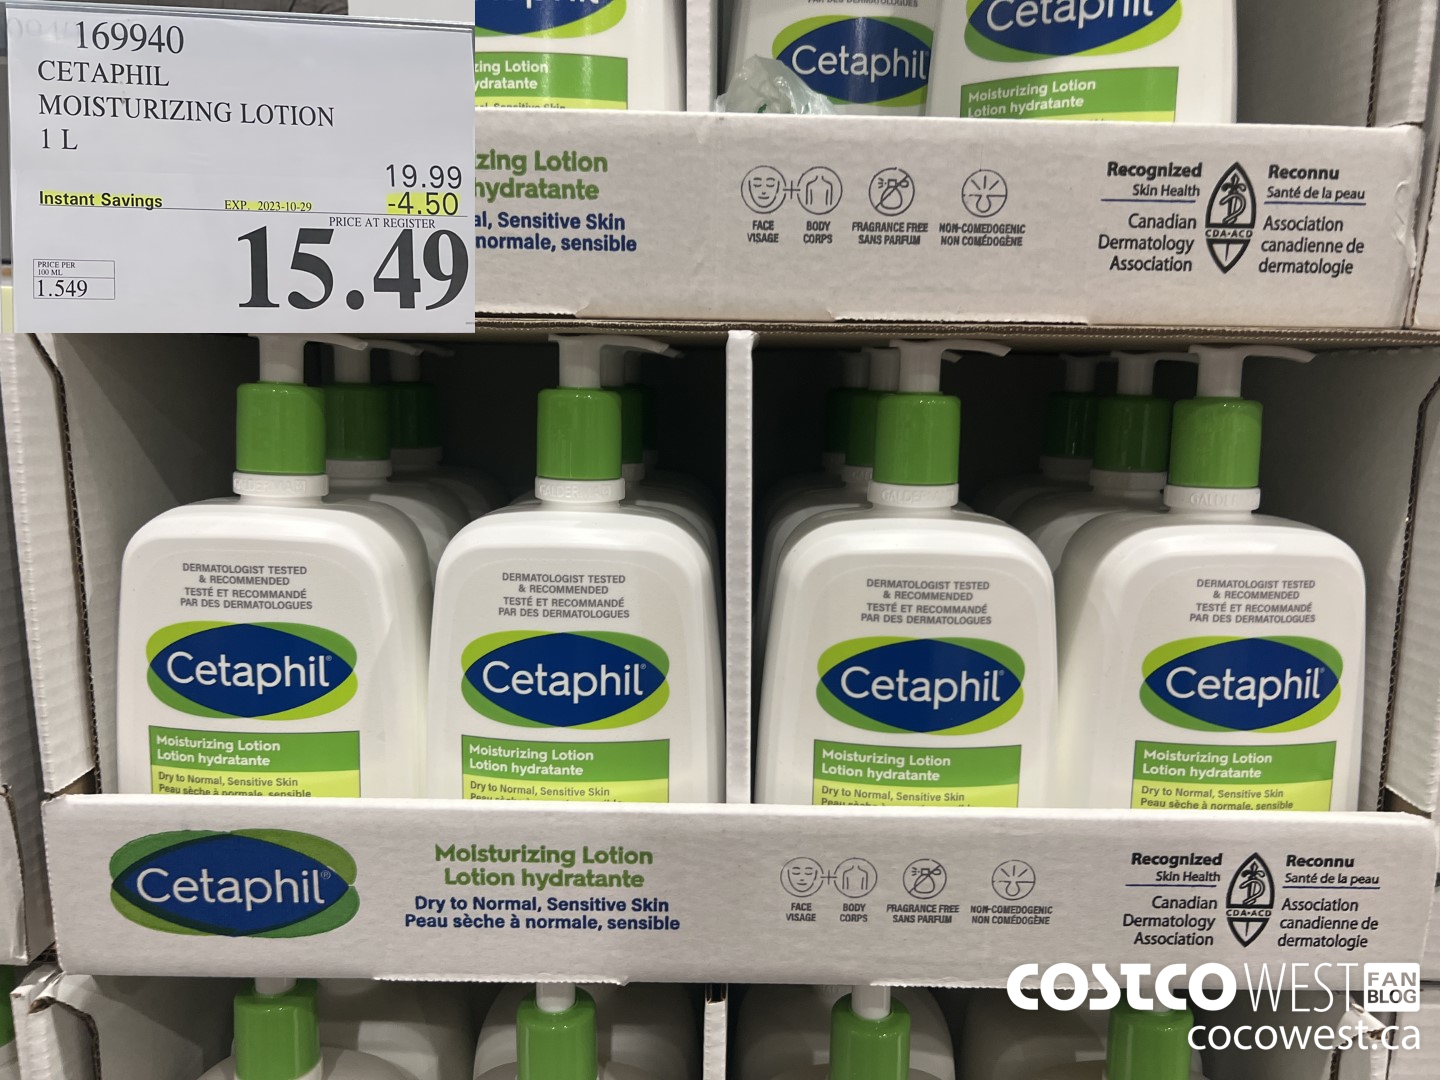 169940
CETAPHIL
MOISTURIZING LOTION
1 L
19.99
Instant Savings
EXP. 2023-10-29
-4.50
PRICE AT REGISTER
15.49
PRICE PER
100 ML
1.549
Cetaphil
Lotion
Cetaphil
Cetaphil
Moisturizing Lotion
Lotion hydratante
Lotion
Sensitive Skin
normale, sensible
FACE
VISAGE
BODY
CORPS
FRAGRANCE FREE
SANS PARFUM
NON-COMEDOGENIC
NON COMÉDOGÈNE
Recognized
Skin Health
Canadian
Dermatology
Association
CDA·ACD
Reconnu
Santé de la peau
Association
canadienne de
dermatologie
DERMATOLOGIST TESTED
& RECOMMENDED
TESTÉ ET RECOMMANDÉ
PAR DES DERMATOLOGUES
Cetaphil®
Moisturizing Lotion
Lotion hydratante
Dry to Normal, Sensitive Skin
Peau sèche à normale, sensible
DERMATOLOGIST TESTED
& RECOMMENDED
TESTÉ ET RECOMMANDÉ
PAR DES DERMATOLOGUES
Cetaphil®
Moisturizing Lotion
Lotion hydratante
Dry to Normal, Sensitive Skin
DERMATOLOGIST TESTED
& RECOMMENDED
TESTÉ ET RECOMMANDÉ
PAR DES DERMATOLOGUES
Cetaphil®
Moisturizing Lotion
Lotion hydratante
Dry to Normal, Sensitive Skin
Peau sèche à normale, sensible
DERMATOLOGIST TESTED
& RECOMMENDED
TESTÉ ET RECOMMANDÉ
PAR DES DERMATOLOGUES
Cetaphil®
Moisturizing Lotion
Lotion hydratante
Dry to Normal, Sensitive Skin
Peau sèche à normale, sensible
Cetaphil®
Moisturizing Lotion
Lotion hydratante
Dry to Normal, Sensitive Skin
Peau sèche à normale, sensible
FACE
VISAGE
BODY
CORPS
FRAGRANCE FREE
SANS PARFUM
NON-COMEDOGENIC
NON COMÉDOGÈNE
Recognized
Skin Health
Canadian
Dermatology
Association
CDA·ACD
Reconnu
Santé de la peau
Association
canadienne de
dermatologie
COSTCO WEST FAN BLOG
cocowest.ca